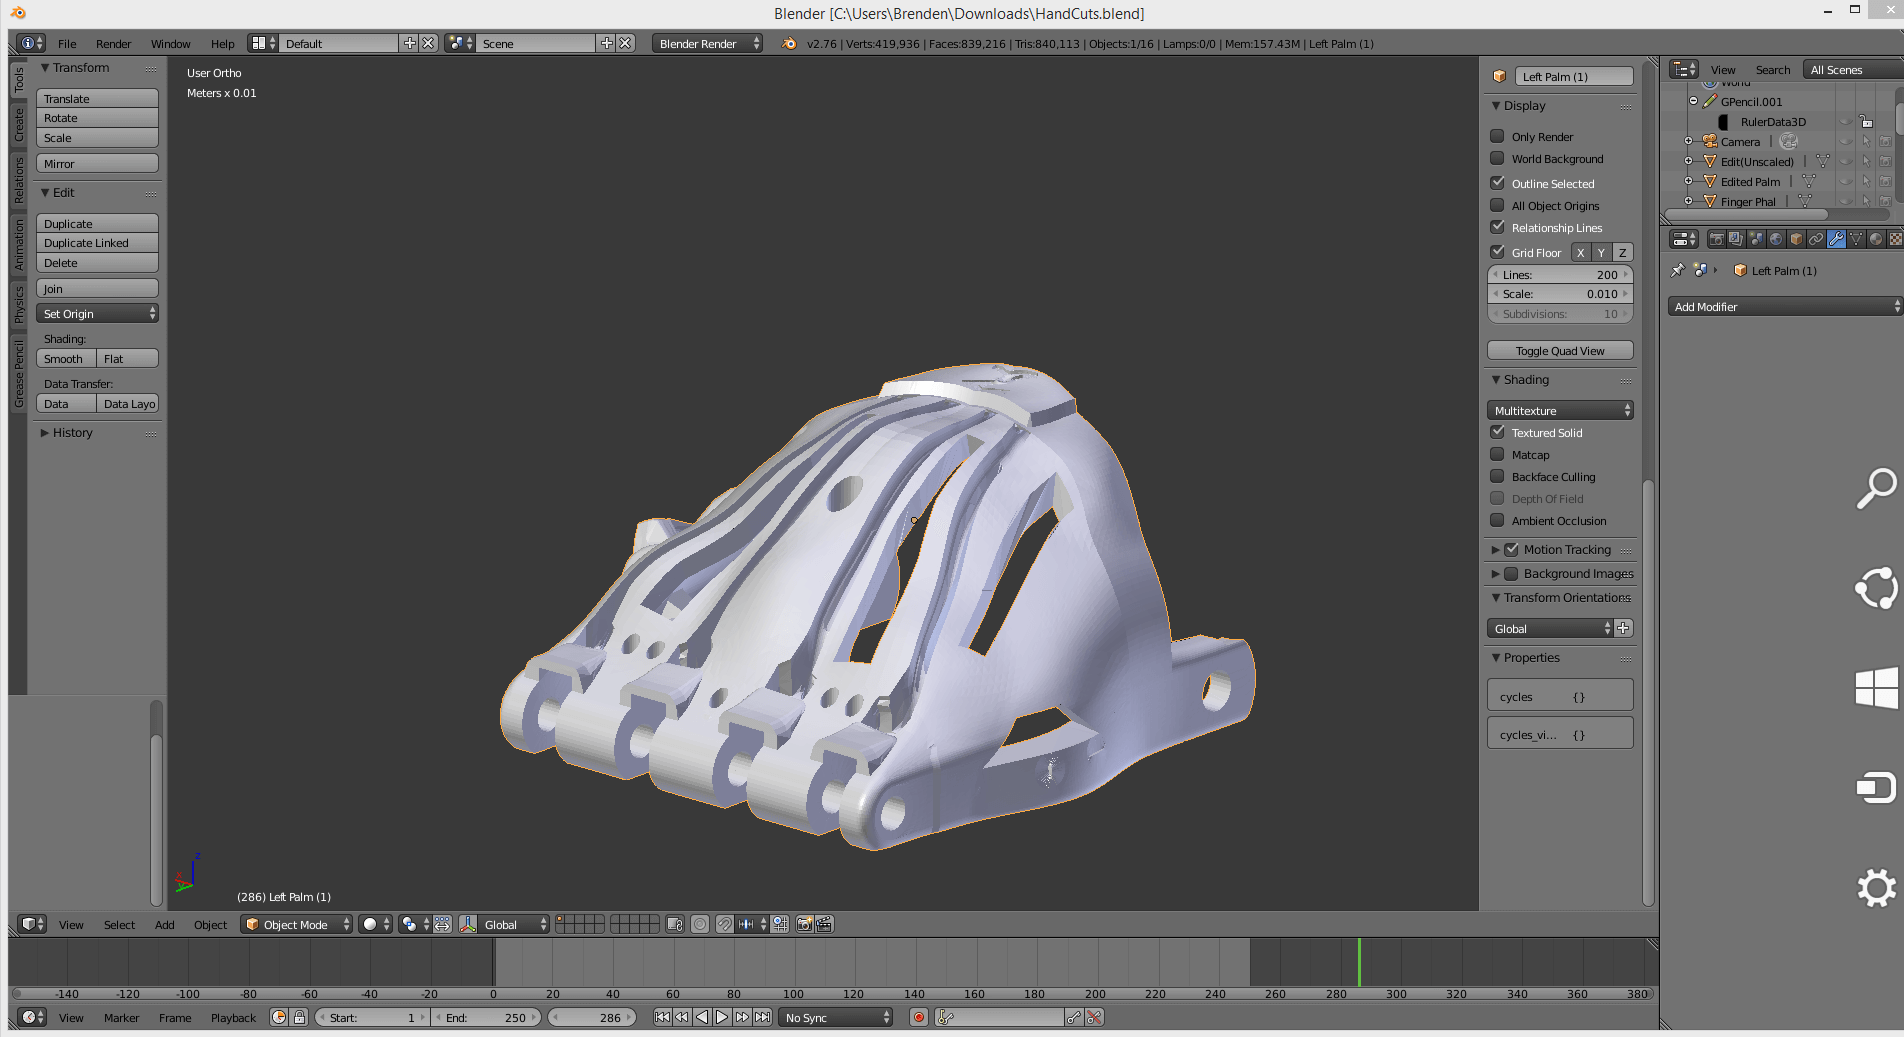 Blender [C:\Users\Brenden\Downloads\HandCuts.blend]
File Render Window Help Default Scene Blender Render v2.76 | Verts:419,936 | Faces:839,216 | Tris:840,113 | Objects:1/16 | Lamps:0/0 | Mem:157.43M | Left Palm (1)
Tools
Create
Relations
Animation
Physics
Grease Pencil
Transform
Translate
Rotate
Scale
Mirror
Edit
Duplicate
Duplicate Linked
Delete
Join
Set Origin
Shading:
Smooth Flat
Data Transfer:
Data Data Layo
History
User Ortho
Meters x 0.01
(286) Left Palm (1)
z
x
y
Left Palm (1)
Display
Only Render
World Background
Outline Selected
All Object Origins
Relationship Lines
Grid Floor X Y Z
Lines: 200
Scale: 0.010
Subdivisions: 10
Toggle Quad View
Shading
Multitexture
Textured Solid
Matcap
Backface Culling
Depth Of Field
Ambient Occlusion
Motion Tracking
Background Images
Transform Orientations
Global
Properties
cycles {}
cycles_vi... {}
View Search All Scenes
World
GPencil.001
RulerData3D
Camera
Edit(Unscaled)
Edited Palm
Finger Phal
Left Palm (1)
Add Modifier
View Select Add Object Object Mode Global
-140 -120 -100 -80 -60 -40 -20 0 20 40 60 80 100 120 140 160 180 200 220 240 260 280 300 320 340 360 380
View Marker Frame Playback Start: 1 End: 250 286 No Sync